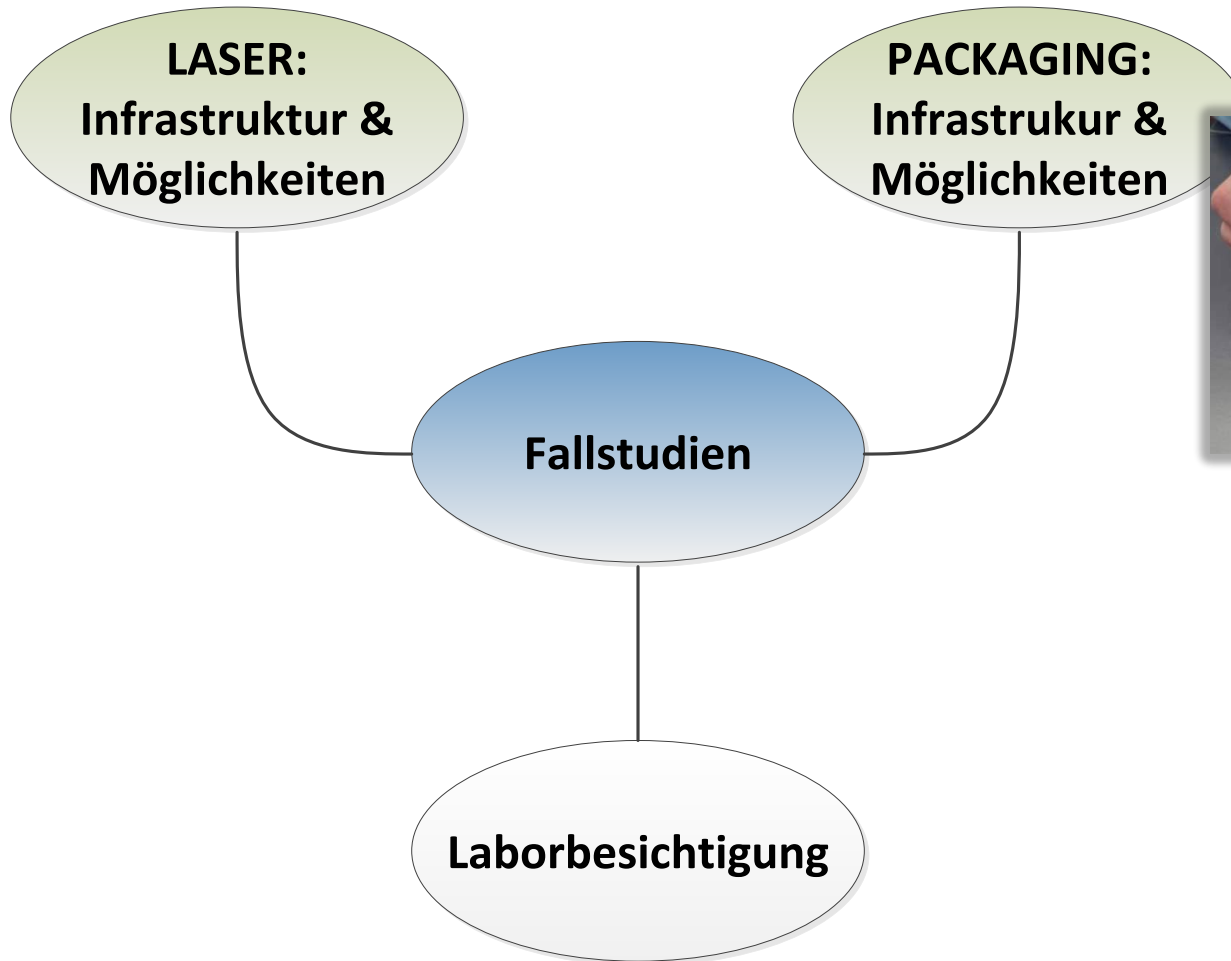 LASER:
Infrastruktur &
Möglichkeiten
PACKAGING:
Infrastrukur &
Möglichkeiten
Fallstudien
Laborbesichtigung